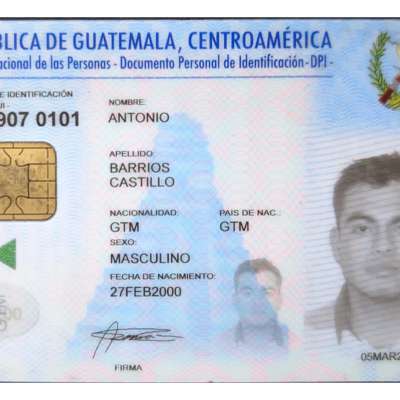 BLICA DE GUATEMALA, CENTROAMÉRICA
acional de las Personas - Documento Personal de Identificación -DPI-
DE IDENTIFICACIÓN
UI -
907 0101
NOMBRE:
ANTONIO
APELLIDO:
BARRIOS
CASTILLO
NACIONALIDAD: PAIS DE NAC.:
GTM GTM
SEXO:
MASCULINO
FECHA DE NACIMIENTO:
27FEB2000
FIRMA
05MAR2